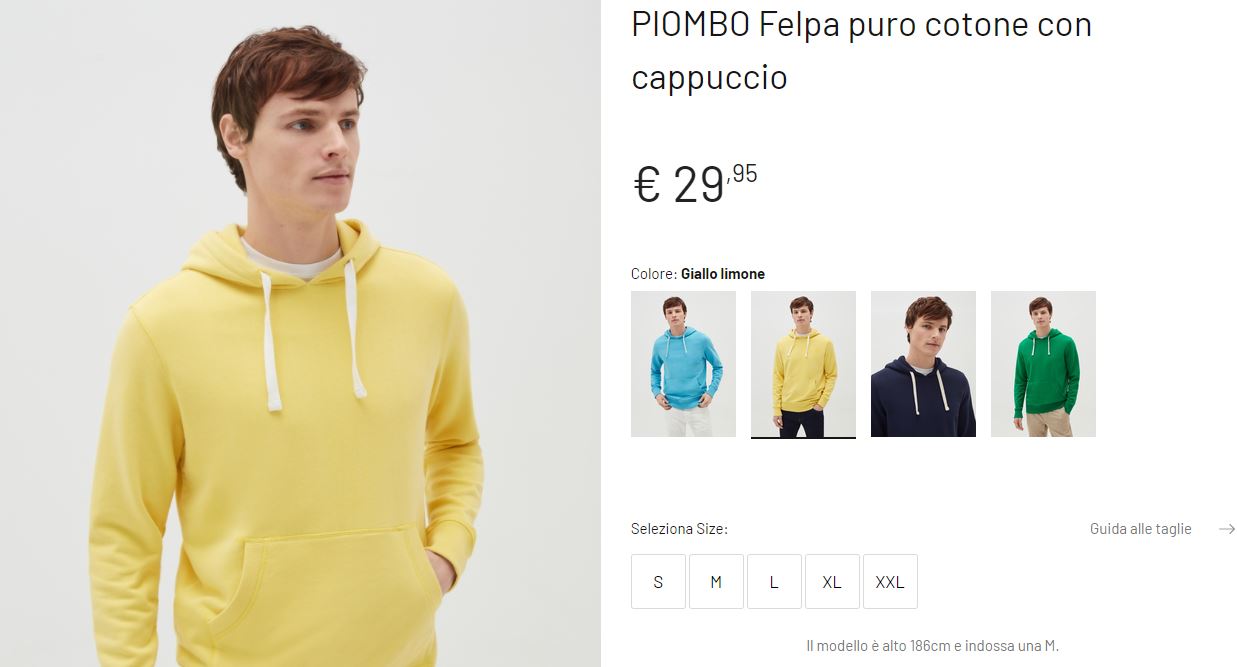 PIOMBO Felpa puro cotone con
cappuccio
€ 29,95
Colore: Giallo limone
Seleziona Size:
Guida alle taglie
S
M
L
XL
XXL
Il modello è alto 186cm e indossa una M.